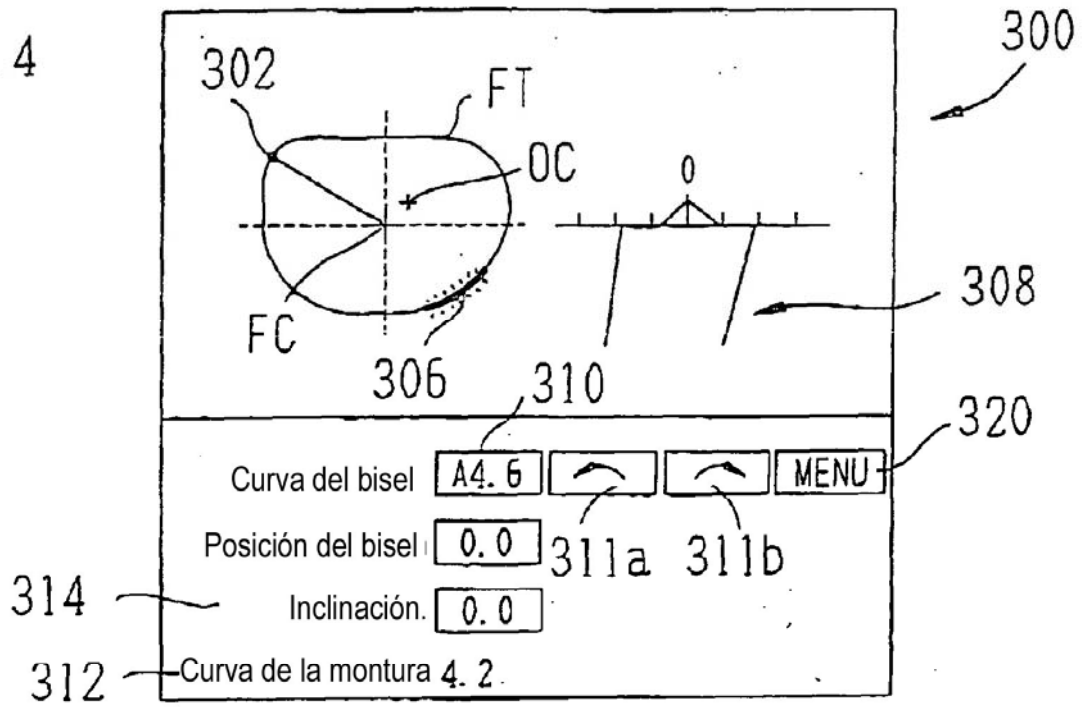 4
300
302
FT
OC
0
308
FC
306
310
320
Curva del bisel A4.6 MENU
Posición del bisel 0.0
311a 311b
314
Inclinación. 0.0
312
Curva de la montura 4.2